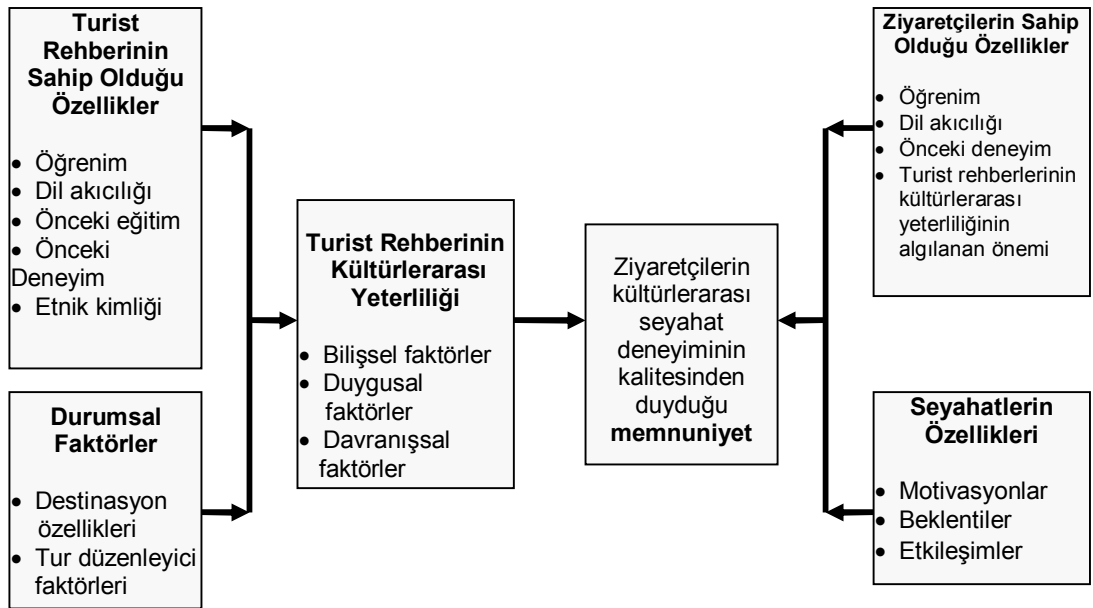 Turist
Rehberinin
Sahip Olduğu
Özellikler
• Öğrenim
• Dil akıcılığı
• Önceki eğitim
• Önceki
Deneyim
• Etnik kimliği
Durumsal
Faktörler
• Destinasyon
özellikleri
• Tur düzenleyici
faktörleri
Turist Rehberinin
Kültürlerarası
Yeterliliği
• Bilişsel faktörler
• Duygusal
faktörler
• Davranışsal
faktörler
Ziyaretçilerin
kültürlerarası
seyahat
deneyiminin
kalitesinden
duyduğu
memnuniyet
Ziyaretçilerin Sahip
Olduğu Özellikler
• Öğrenim
• Dil akıcılığı
• Önceki deneyim
• Turist rehberlerinin
kültürlerarası
yeterliliğinin
algılanan önemi
Seyahatlerin
Özellikleri
• Motivasyonlar
• Beklentiler
• Etkileşimler